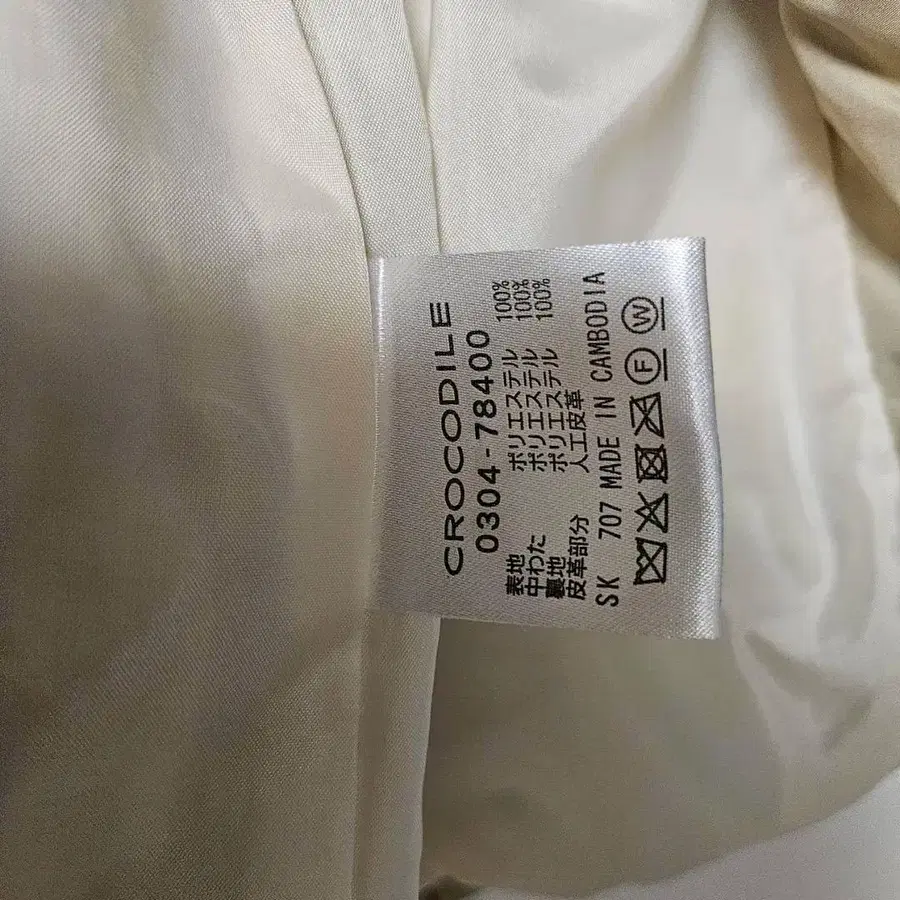 CROCODILE
0304-78400
表地 ポリエステル 100%
中わた ポリエステル 100%
裏地 ポリエステル 100%
皮革部分 人工皮革
SK 707 MADE IN CAMBODIA
F W